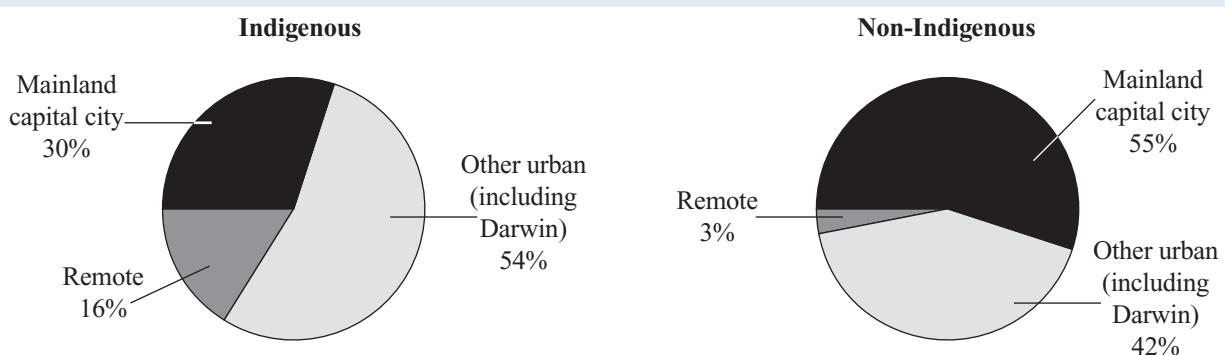 Indigenous
Mainland
capital city
30%
Other urban
(including
Darwin)
54%
Remote
16%
Non-Indigenous
Mainland
capital city
55%
Remote
3%
Other urban
(including
Darwin)
42%